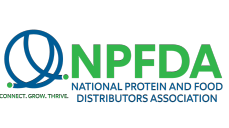 .NPFDA
NATIONAL PROTEIN AND FOOD
DISTRIBUTORS ASSOCIATION
CONNECT. GROW. THRIVE.